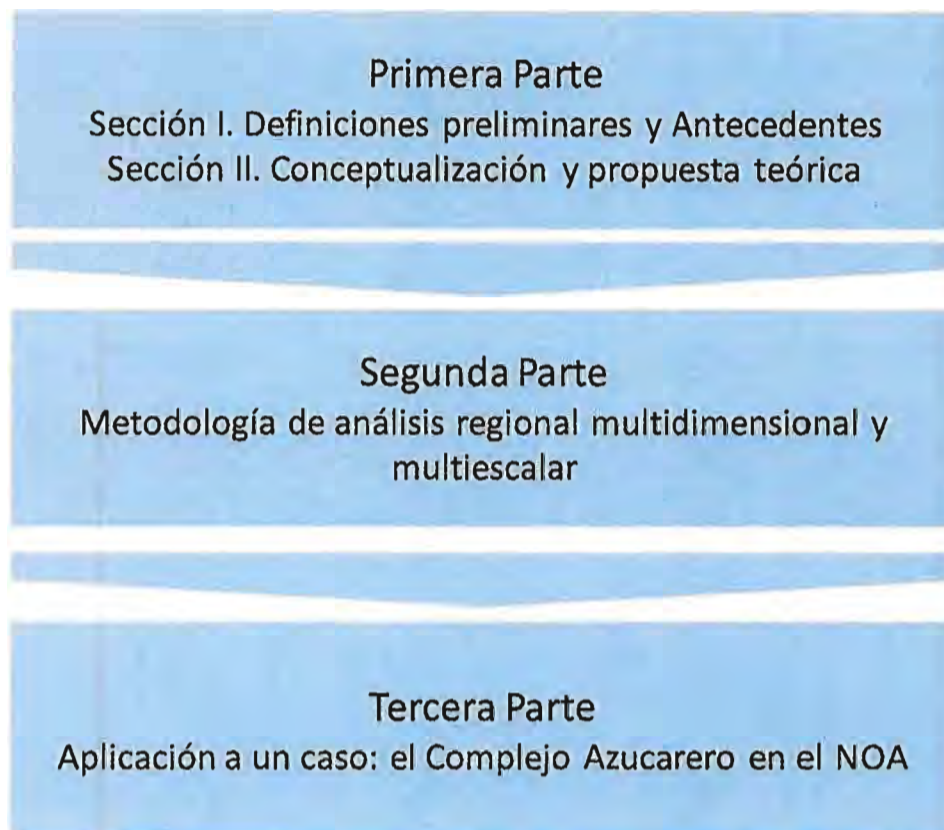 Primera Parte
Sección I. Definiciones preliminares y Antecedentes
Sección II. Conceptualización y propuesta teórica
Segunda Parte
Metodología de análisis regional multidimensional y
multiescalar
Tercera Parte
Aplicación a un caso: el Complejo Azucarero en el NOA